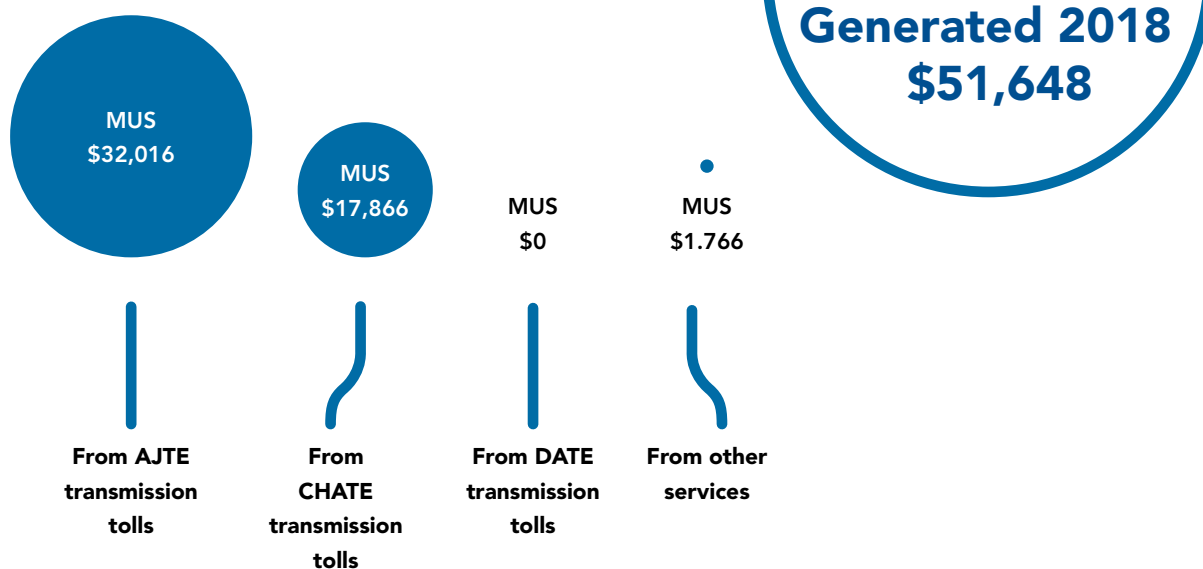 Generated 2018
$51,648
MUS
$32,016
MUS
$17,866
MUS
$0
MUS
$1.766
From AJTE
transmission
tolls
From
CHATE
transmission
tolls
From DATE
transmission
tolls
From other
services